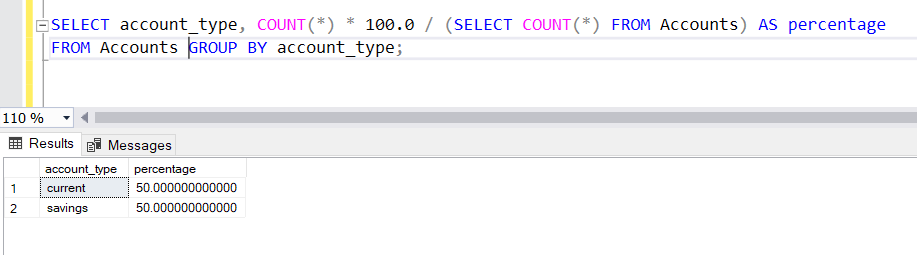 SELECT account_type, COUNT(*) * 100.0 / (SELECT COUNT(*) FROM Accounts) AS percentage
FROM Accounts GROUP BY account_type;
110 %
Results Messages
account_type percentage
1 current 50.000000000000
2 savings 50.000000000000